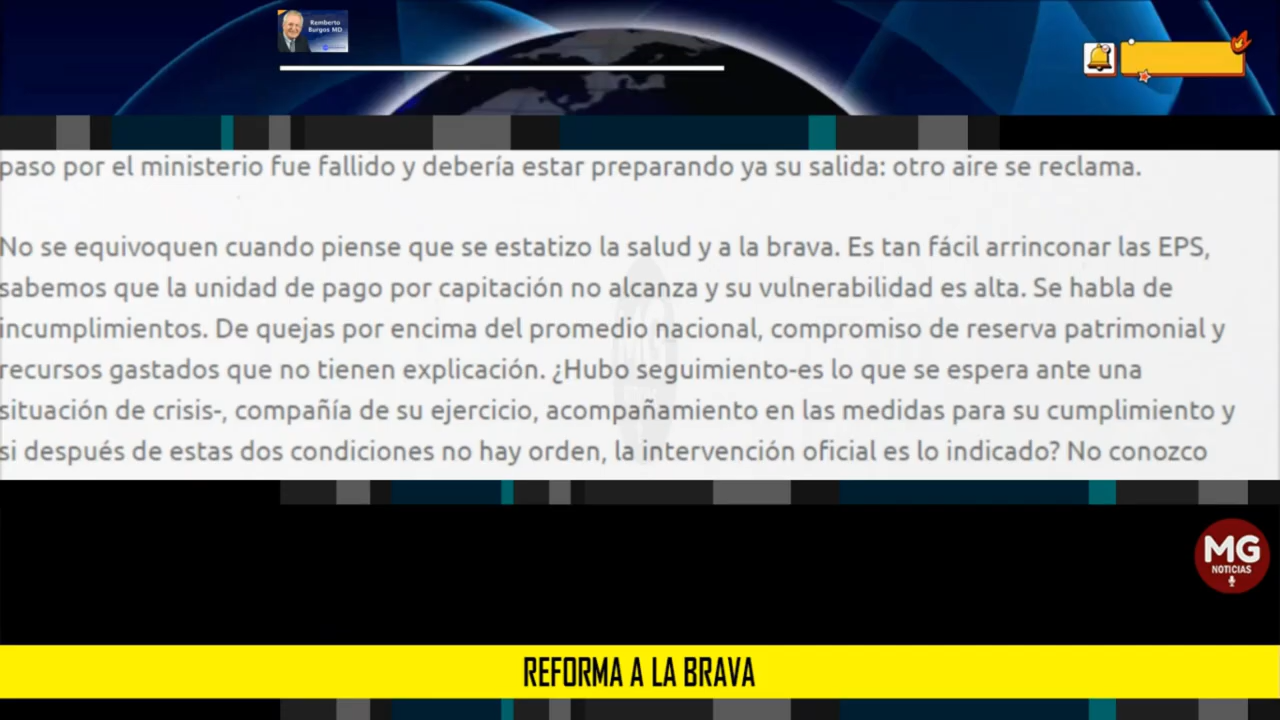 Remberto
Burgos MD
paso por el ministerio fue fallido y debería estar preparando ya su salida: otro aire se reclama.
No se equivoquen cuando piense que se estatizo la salud y a la brava. Es tan fácil arrinconar las EPS,
sabemos que la unidad de pago por capitación no alcanza y su vulnerabilidad es alta. Se habla de
incumplimientos. De quejas por encima del promedio nacional, compromiso de reserva patrimonial y
recursos gastados que no tienen explicación. ¿Hubo seguimiento-es lo que se espera ante una
situación de crisis-, compañía de su ejercicio, acompañamiento en las medidas para su cumplimiento y
si después de estas dos condiciones no hay orden, la intervención oficial es lo indicado? No conozco
MG
NOTICIAS
REFORMA A LA BRAVA